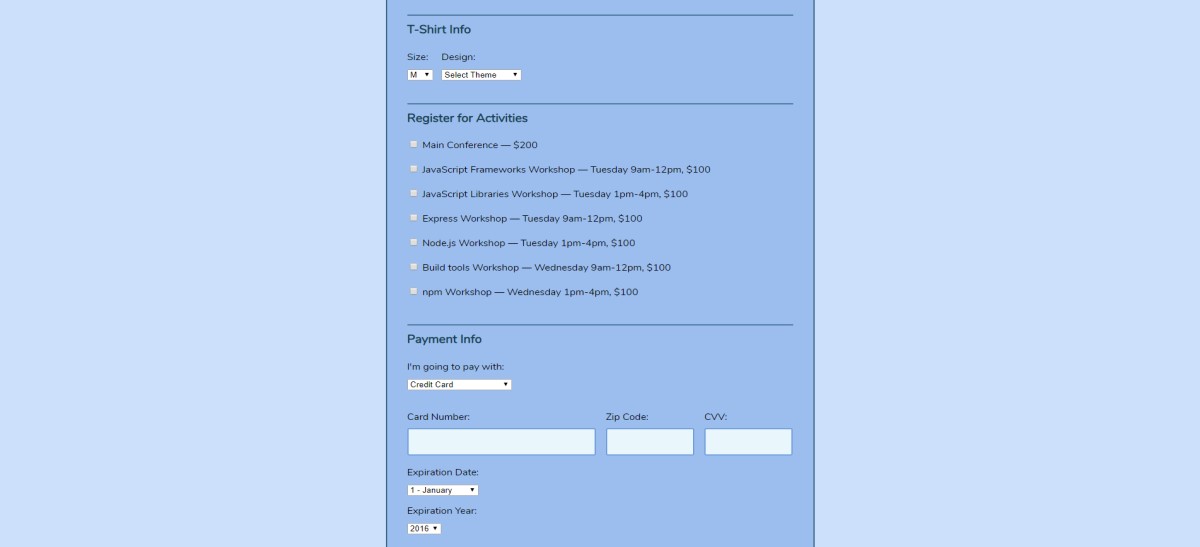 T-Shirt Info
Size: Design:
M Select Theme
Register for Activities
Main Conference — $200
JavaScript Frameworks Workshop — Tuesday 9am-12pm, $100
JavaScript Libraries Workshop — Tuesday 1pm-4pm, $100
Express Workshop — Tuesday 9am-12pm, $100
Node.js Workshop — Tuesday 1pm-4pm, $100
Build tools Workshop — Wednesday 9am-12pm, $100
npm Workshop — Wednesday 1pm-4pm, $100
Payment Info
I'm going to pay with:
Credit Card
Card Number: Zip Code: CVV:
Expiration Date:
1 - January
Expiration Year:
2016